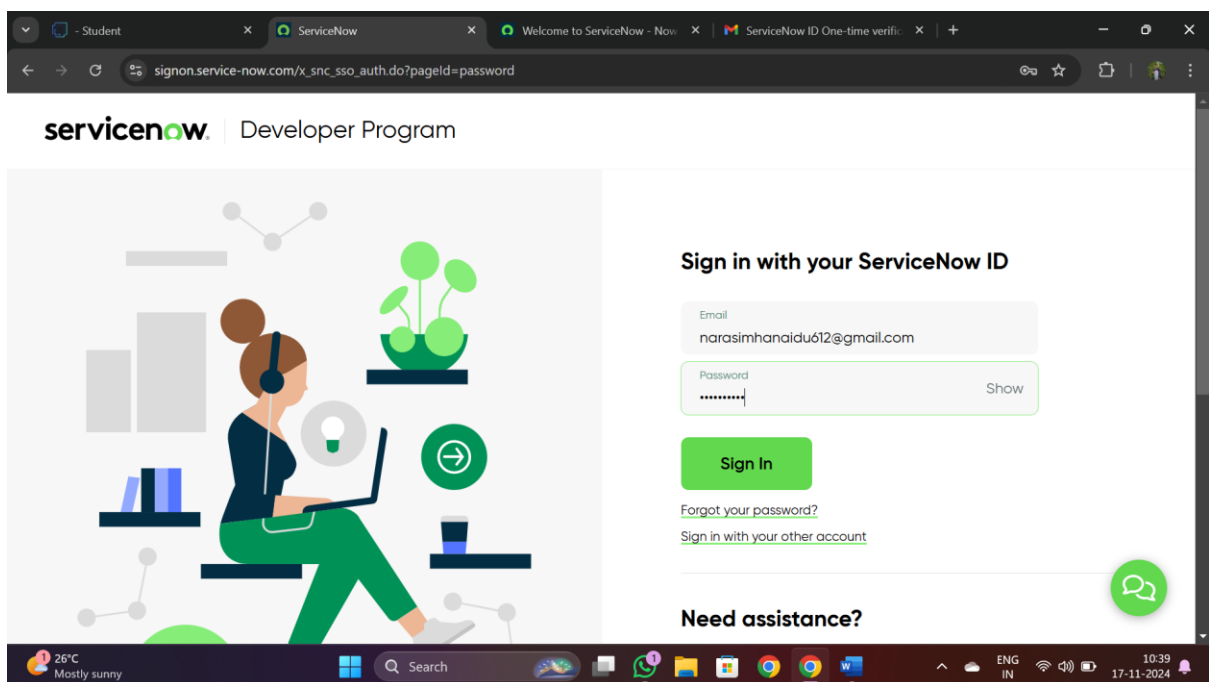 - Student
ServiceNow
Welcome to ServiceNow - Now
ServiceNow ID One-time verific
signon.service-now.com/x_snc_sso_auth.do?pageId=password
servicenow. Developer Program
Sign in with your ServiceNow ID
Email
narasimhanaidu612@gmail.com
Password
••••••••••
Show
Sign In
Forgot your password?
Sign in with your other account
Need assistance?
1
26°C
Mostly sunny
Search
1
W
ENG
IN
10:39
17-11-2024